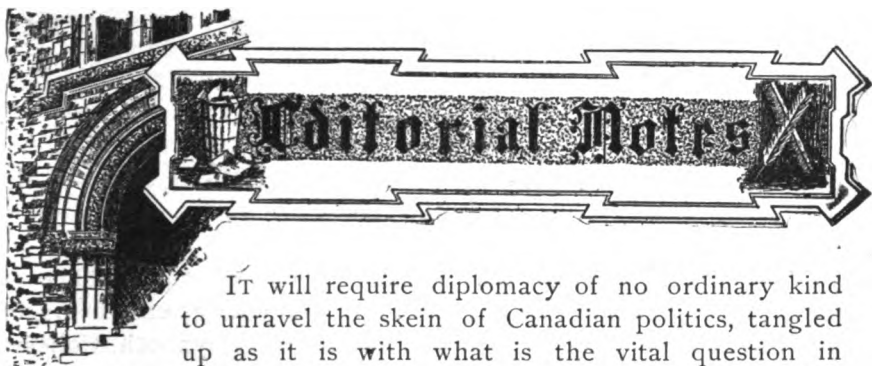 Editorial Notes
IT will require diplomacy of no ordinary kind
to unravel the skein of Canadian politics, tangled
up as it is with what is the vital question in